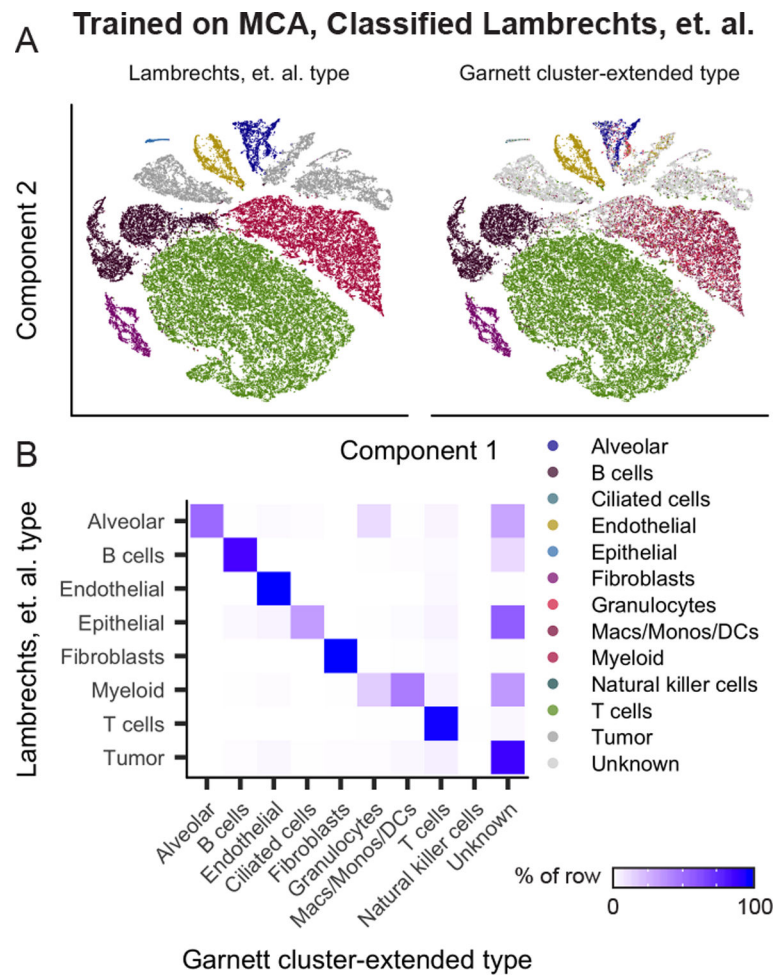 Trained on MCA, Classified Lambrechts, et. al.
A
Lambrechts, et. al. type
Garnett cluster-extended type
Component 2
Component 1
B
Lambrechts, et. al. type
Alveolar
B cells
Endothelial
Epithelial
Fibroblasts
Myeloid
T cells
Tumor
Alveolar
B cells
Endothelial
Ciliated cells
Fibroblasts
Granulocytes
Macs/Monos/DCs
T cells
Natural killer cells
Unknown
Garnett cluster-extended type
Alveolar
B cells
Ciliated cells
Endothelial
Epithelial
Fibroblasts
Granulocytes
Macs/Monos/DCs
Myeloid
Natural killer cells
T cells
Tumor
Unknown
% of row
0 100